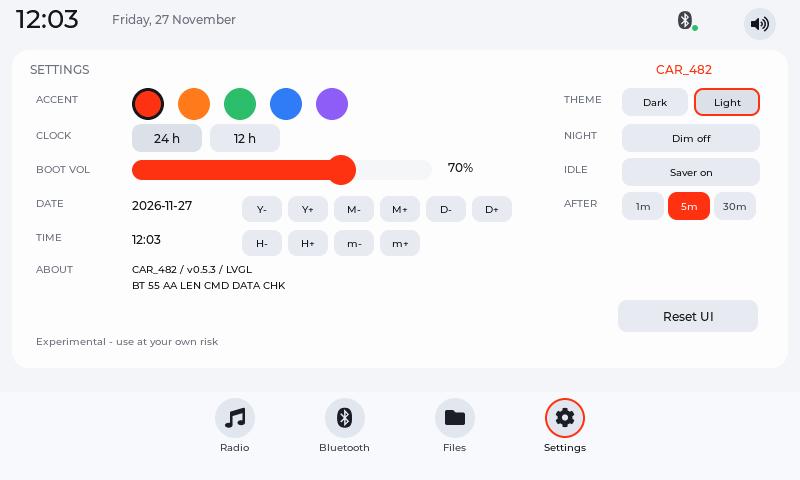 12:03 Friday, 27 November
SETTINGS CAR_482
ACCENT THEME Dark Light
CLOCK 24 h 12 h NIGHT Dim off
BOOT VOL 70% IDLE Saver on
DATE 2026-11-27 Y- Y+ M- M+ D- D+ AFTER 1m 5m 30m
TIME 12:03 H- H+ m- m+
ABOUT CAR_482 / v0.5.3 / LVGL
BT 55 AA LEN CMD DATA CHK
Reset UI
Experimental - use at your own risk
Radio Bluetooth Files Settings